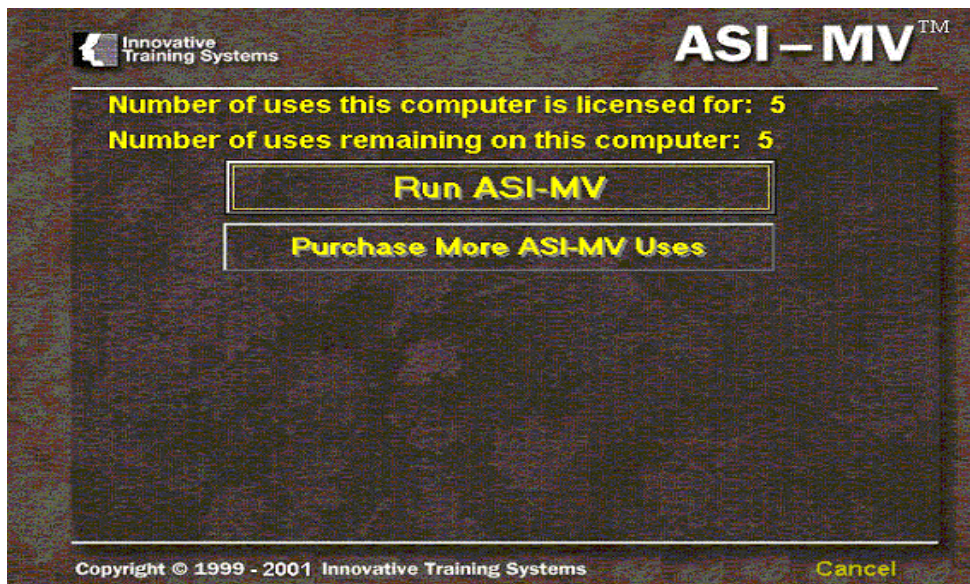 Innovative
Training Systems
ASI – MV™
Number of uses this computer is licensed for: 5
Number of uses remaining on this computer: 5
Run ASI-MV
Purchase More ASI-MV Uses
Copyright © 1999 - 2001 Innovative Training Systems
Cancel